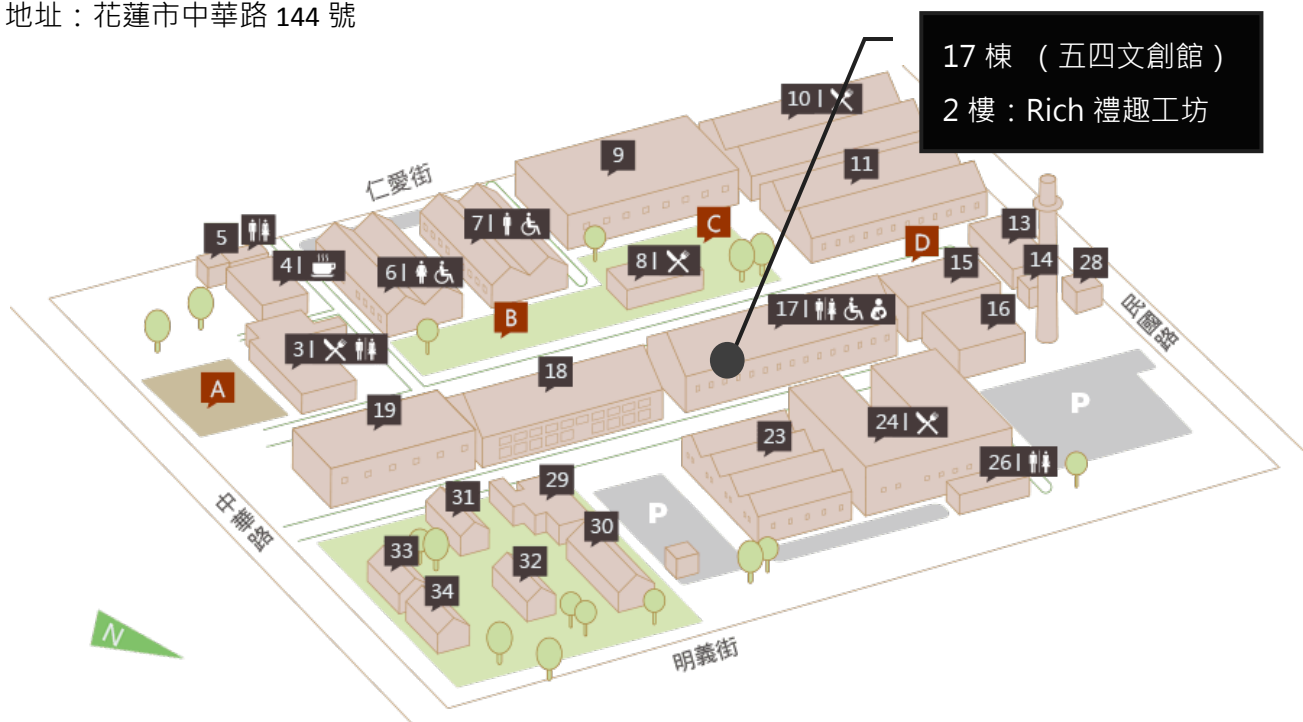 地址：花蓮市中華路 144 號
17 棟 （五四文創館）
2 樓：Rich 禮趣工坊
10 |
9
11
仁愛街
7 |
5
C
13
4 |
6 |
8 |
D
15
14
28
B
17 |
16
民國路
3 |
18
A
19
P
23
24 |
26 |
中華路
31
29
P
30
33
32
34
N
明義街